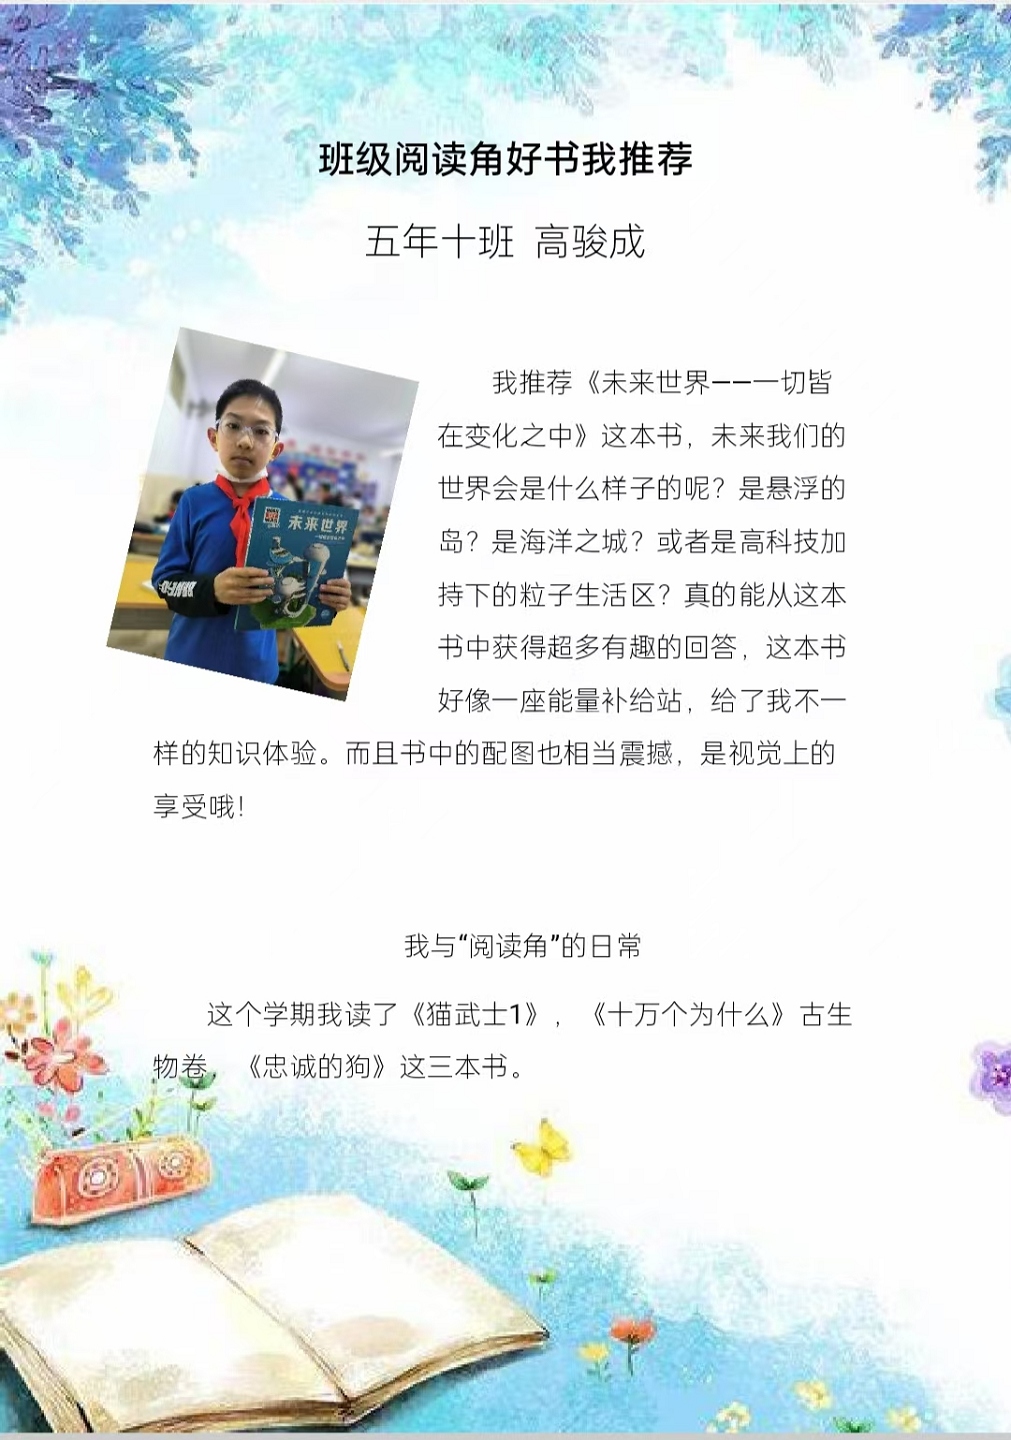 班级阅读角好书我推荐
五年十班 高骏成
我推荐《未来世界——一切皆
在变化之中》这本书，未来我们的
世界会是什么样子的呢？是悬浮的
岛？是海洋之城？或者是高科技加
持下的粒子生活区？真的能从这本
书中获得超多有趣的回答，这本书
好像一座能量补给站，给了我不一
样的知识体验。而且书中的配图也相当震撼，是视觉上的
享受哦！
未来世界
我与“阅读角”的日常
这个学期我读了《猫武士1》，《十万个为什么》古生
物卷，《忠诚的狗》这三本书。